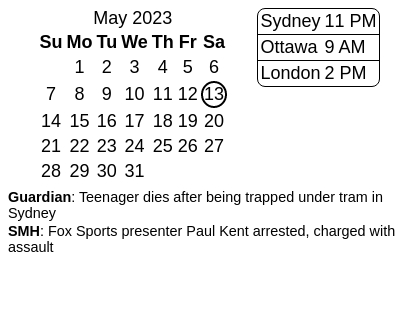 May 2023
Su Mo Tu We Th Fr Sa
1 2 3 4 5 6
7 8 9 10 11 12 13
14 15 16 17 18 19 20
21 22 23 24 25 26 27
28 29 30 31
Sydney 11 PM
Ottawa 9 AM
London 2 PM
Guardian: Teenager dies after being trapped under tram in
Sydney
SMH: Fox Sports presenter Paul Kent arrested, charged with
assault